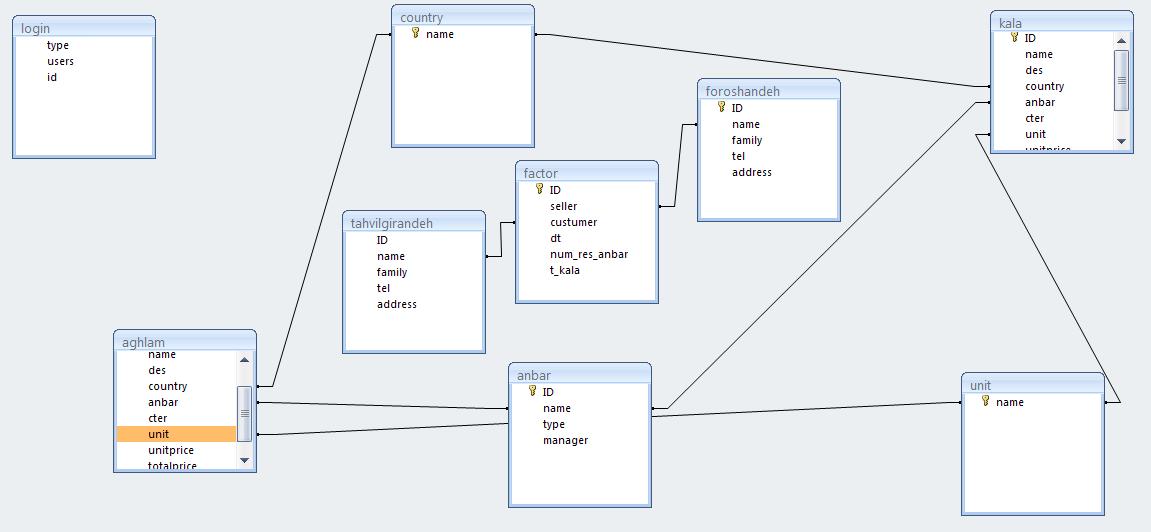 login
type
users
id
country
name
kala
ID
name
des
country
anbar
cter
unit
unitprice
foroshandeh
ID
name
family
tel
address
factor
ID
seller
custumer
dt
num_res_anbar
t_kala
tahvilgirandeh
ID
name
family
tel
address
aghlam
name
des
country
anbar
cter
unit
unitprice
totalprice
anbar
ID
name
type
manager
unit
name